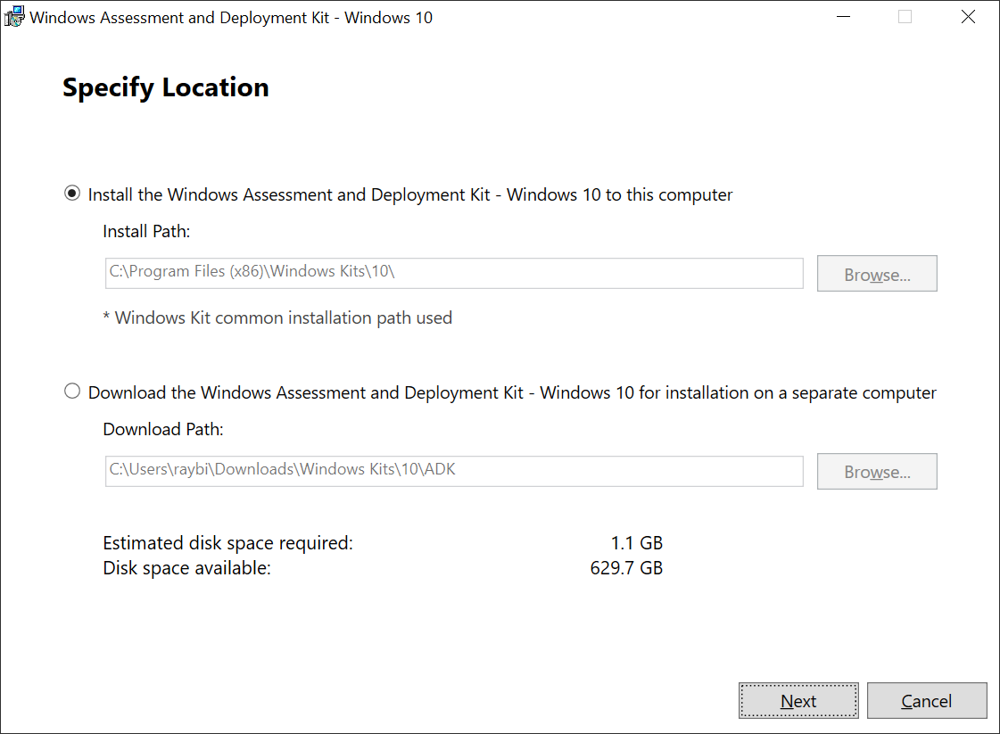 Windows Assessment and Deployment Kit - Windows 10
Specify Location
Install the Windows Assessment and Deployment Kit - Windows 10 to this computer
Install Path:
C:\Program Files (x86)\Windows Kits\10\
Browse...
* Windows Kit common installation path used
Download the Windows Assessment and Deployment Kit - Windows 10 for installation on a separate computer
Download Path:
C:\Users\raybi\Downloads\Windows Kits\10\ADK
Browse...
Estimated disk space required: 1.1 GB
Disk space available: 629.7 GB
Next Cancel